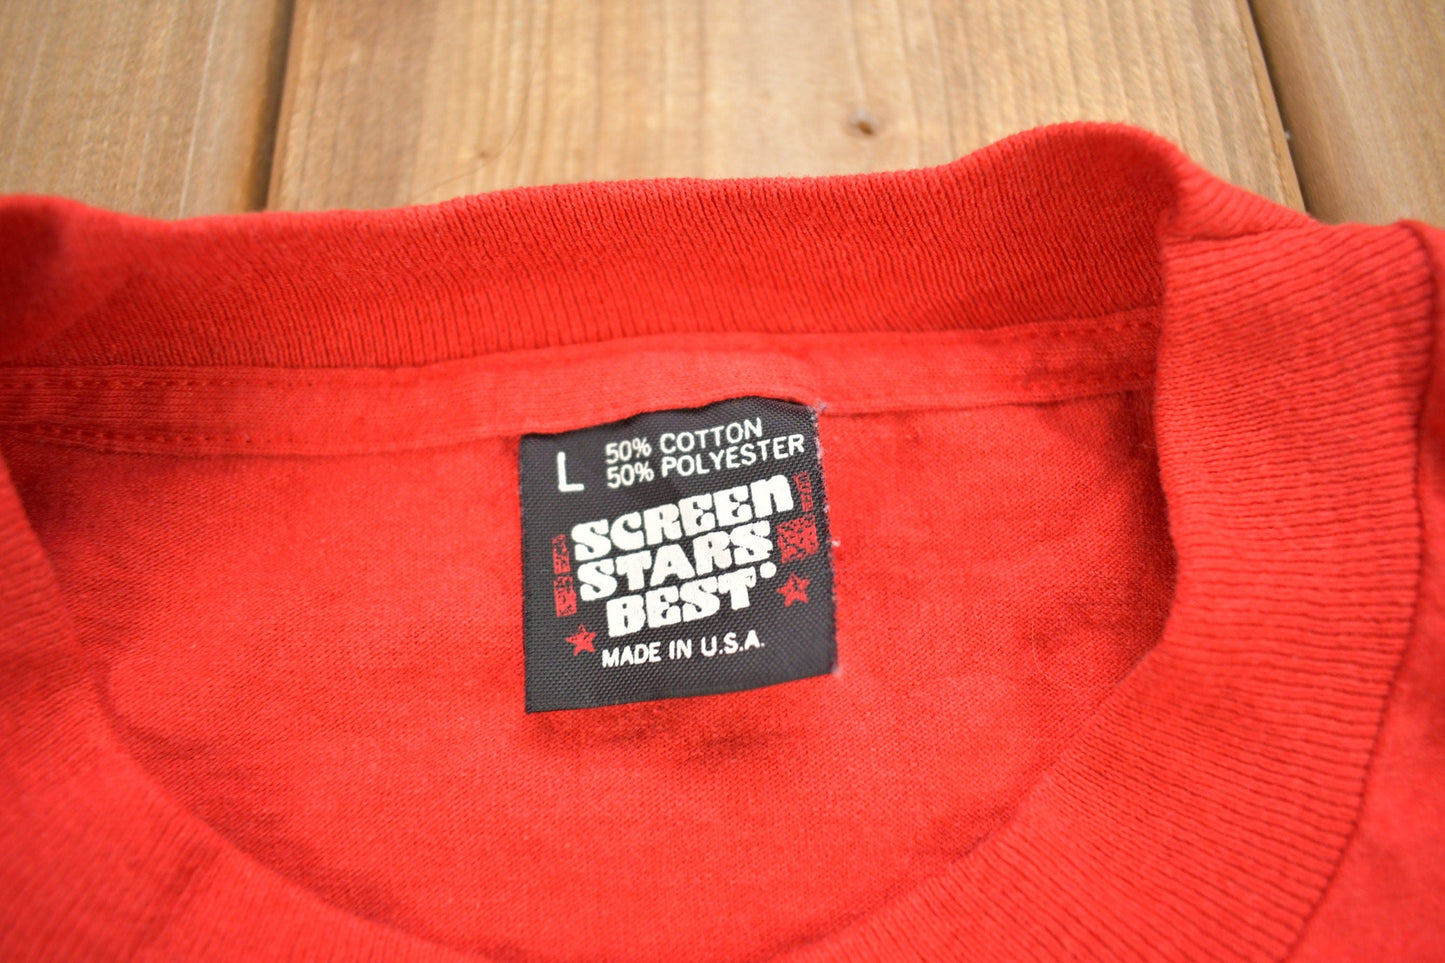 L
50% COTTON
50% POLYESTER
SCREEN
STARS
BEST
MADE IN U.S.A.